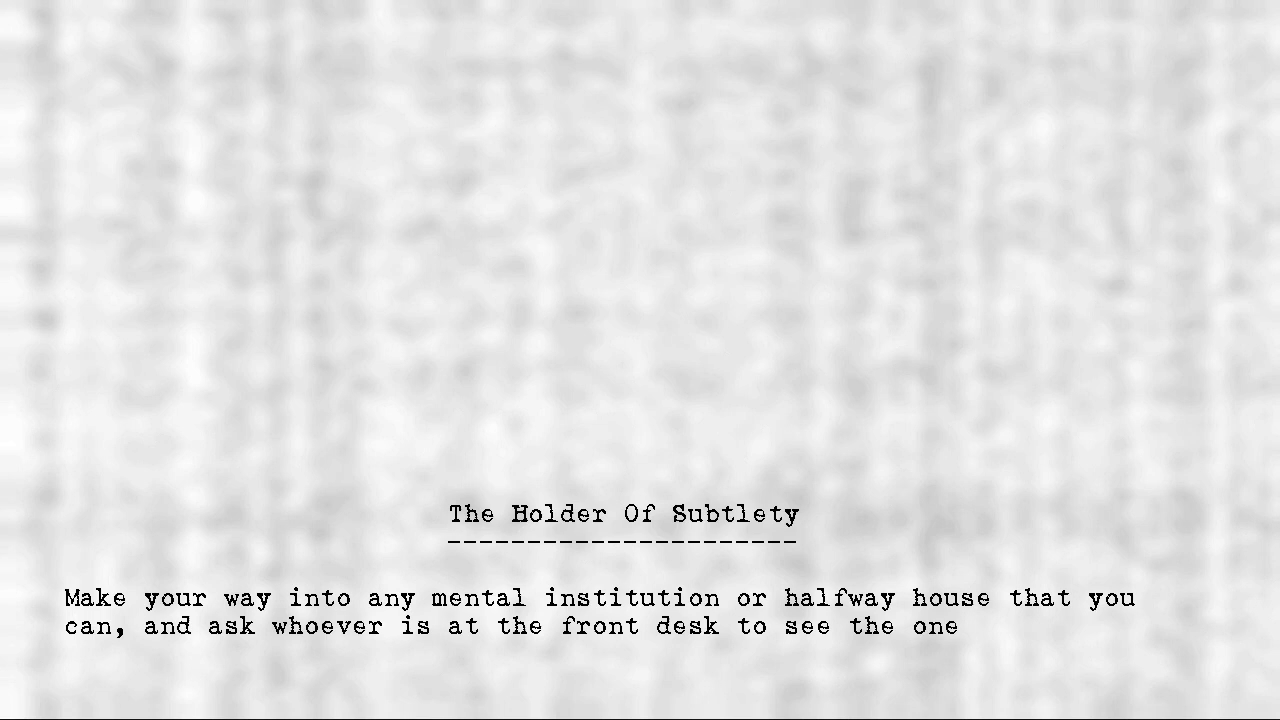 The Holder Of Subtlety
----------------------
Make your way into any mental institution or halfway house that you
can, and ask whoever is at the front desk to see the one